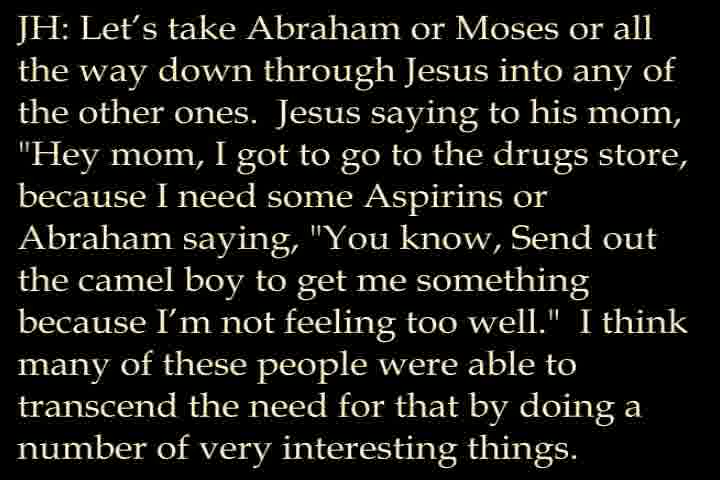 JH: Let’s take Abraham or Moses or all
the way down through Jesus into any of
the other ones.  Jesus saying to his mom,
"Hey mom, I got to go to the drugs store,
because I need some Aspirins or
Abraham saying, "You know, Send out
the camel boy to get me something
because I’m not feeling too well."  I think
many of these people were able to
transcend the need for that by doing a
number of very interesting things.